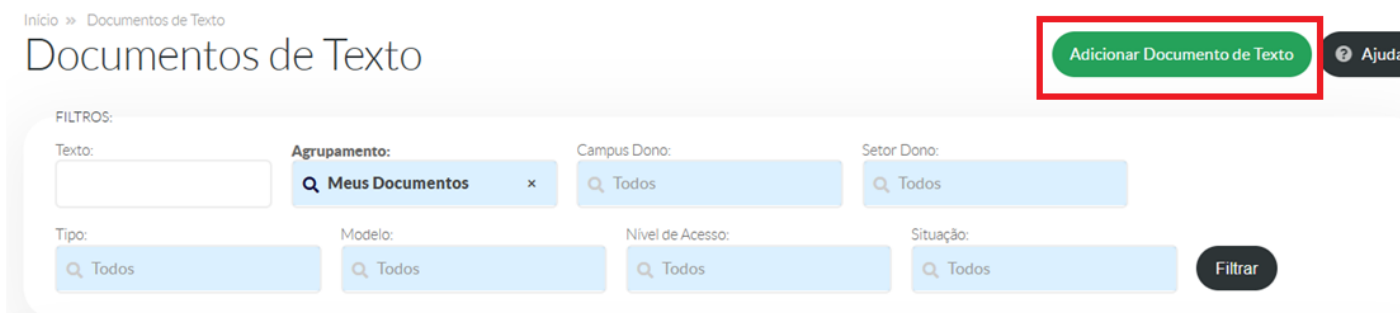 Início » Documentos de Texto
Documentos de Texto
Adicionar Documento de Texto
Ajuda
FILTROS:
Texto: Agrupamento: Campus Dono: Setor Dono:
Meus Documentos × Todos Todos
Tipo: Modelo: Nível de Acesso: Situação:
Todos Todos Todos Todos Filtrar